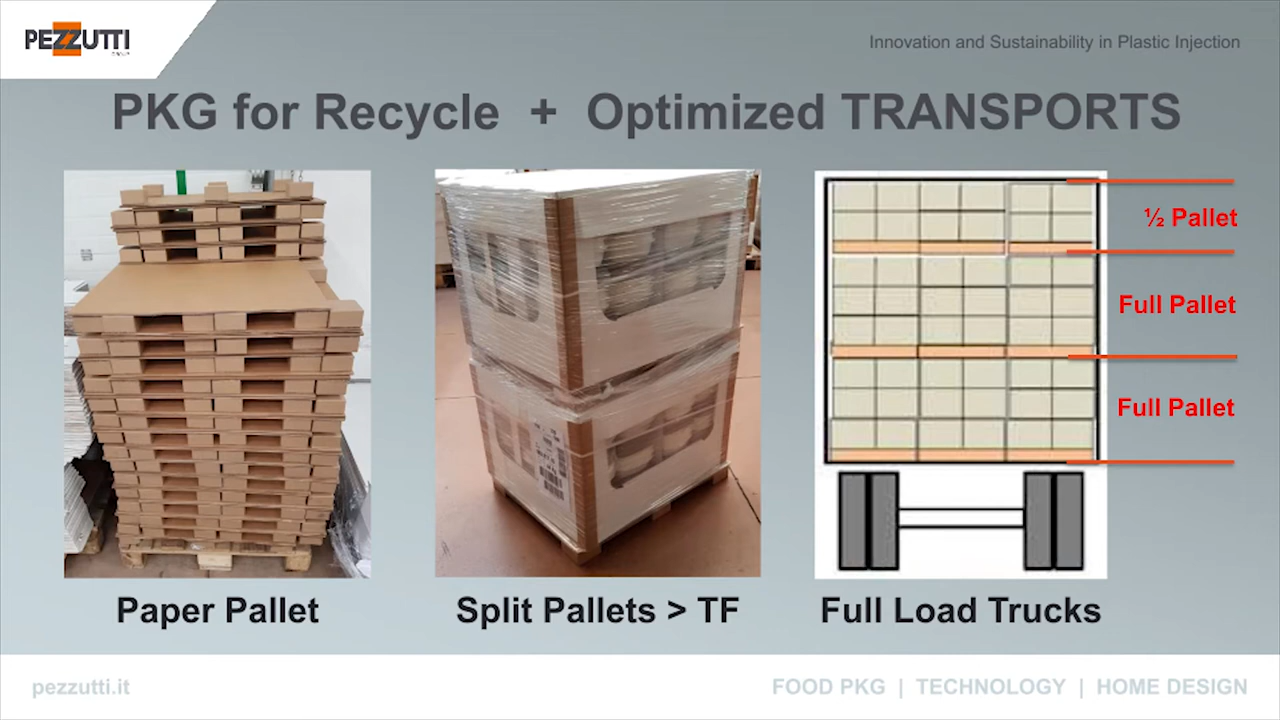 PEZZUTTI
GROUP
Innovation and Sustainability in Plastic Injection
PKG for Recycle + Optimized TRANSPORTS
½ Pallet
Full Pallet
Full Pallet
Paper Pallet
Split Pallets > TF
Full Load Trucks
pezzutti.it
FOOD PKG | TECHNOLOGY | HOME DESIGN